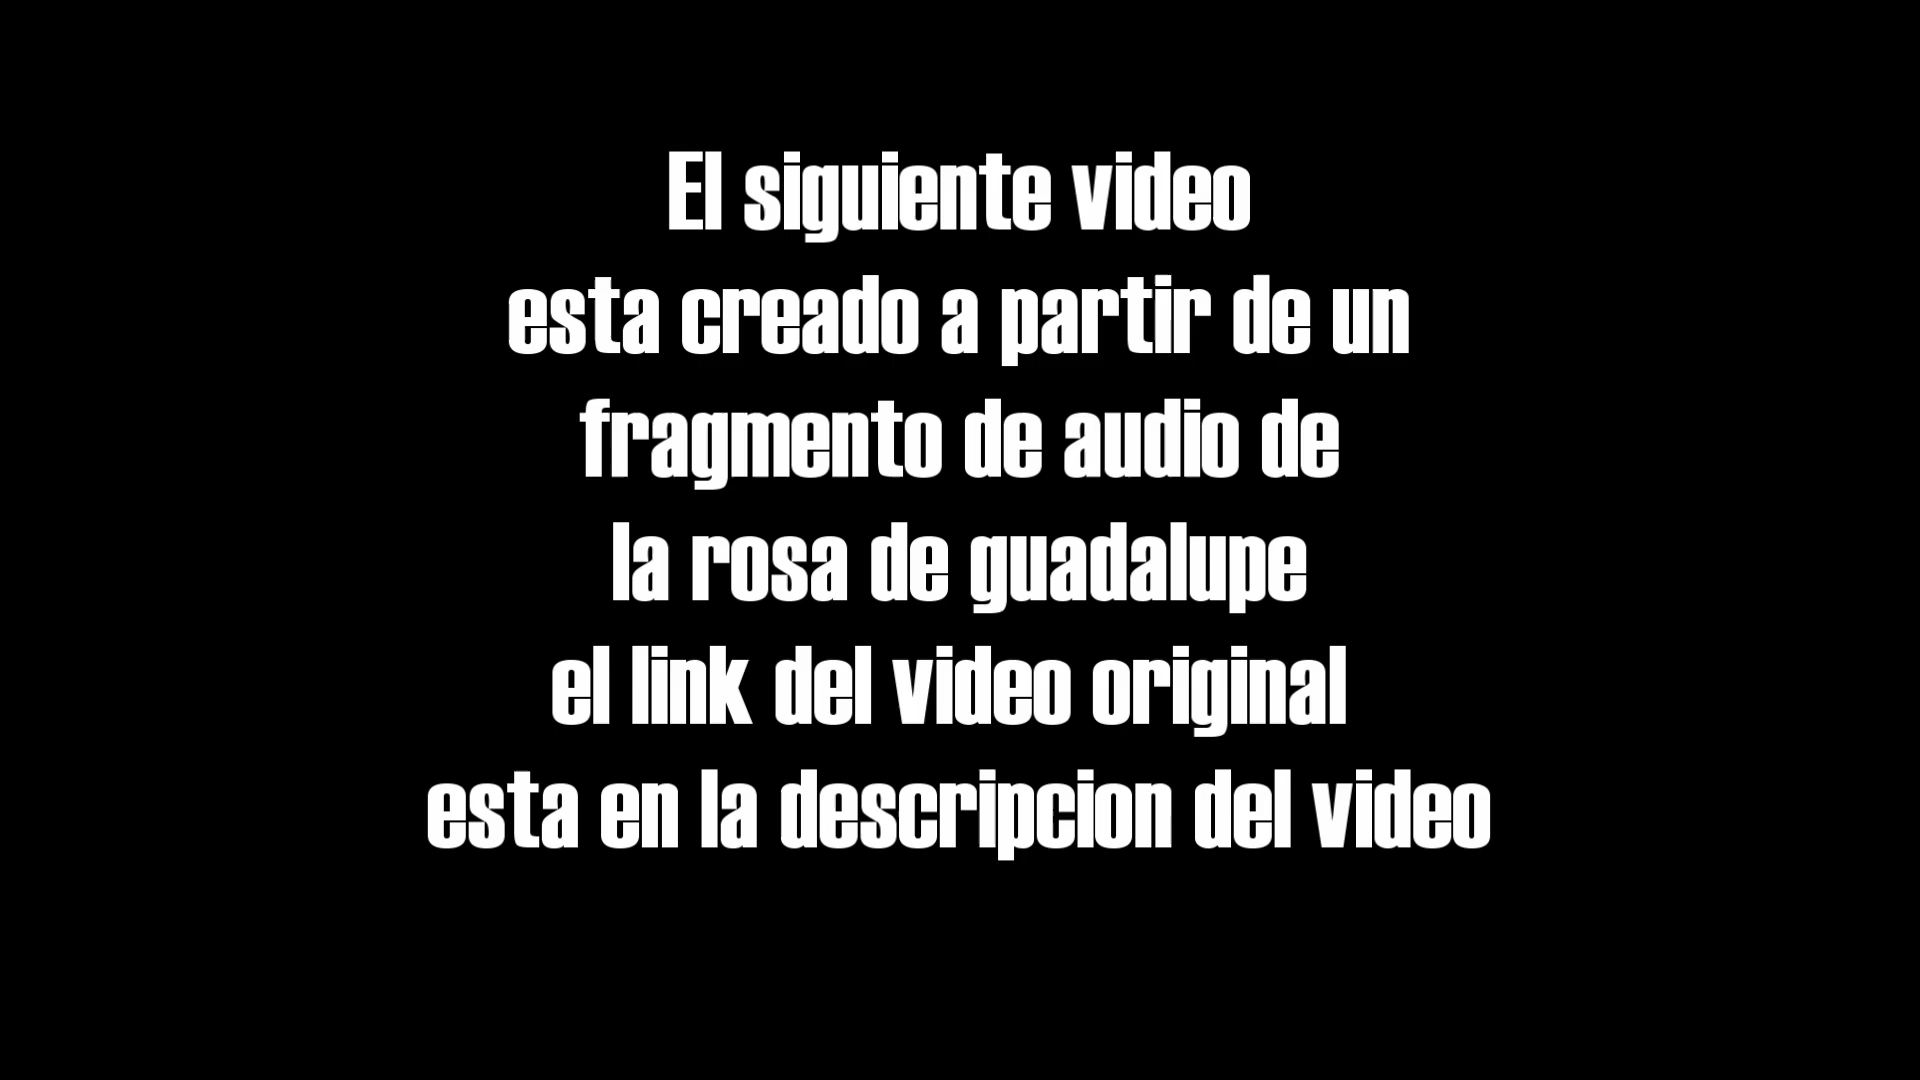 El siguiente video
esta creado a partir de un
fragmento de audio de
la rosa de guadalupe
el link del video original
esta en la descripcion del video